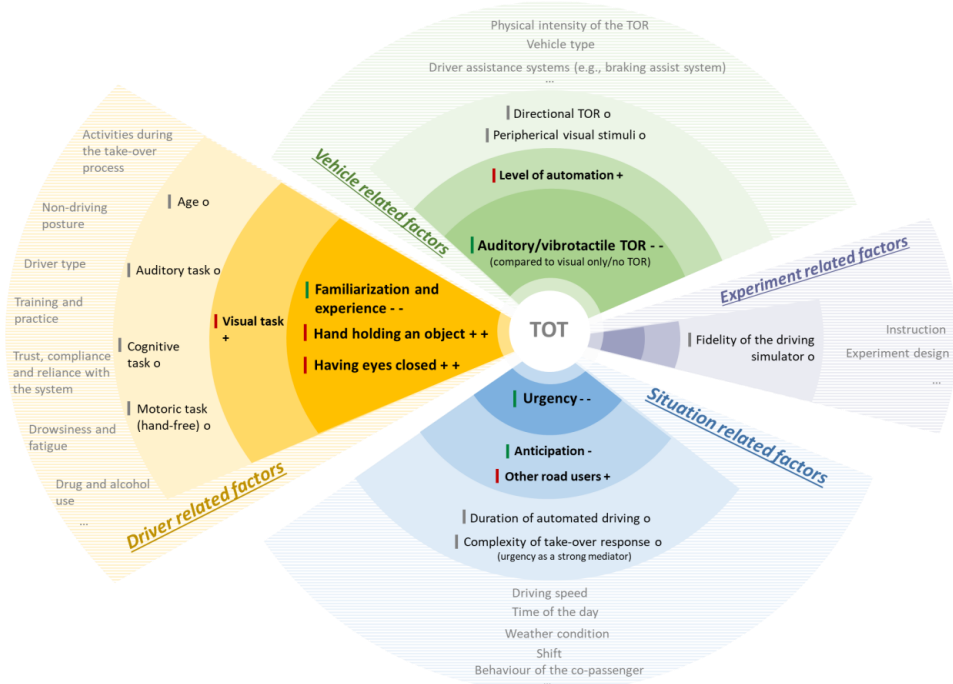 Physical intensity of the TOR
Vehicle type
Driver assistance systems (e.g., braking assist system)
...
Directional TOR o
Peripherical visual stimuli o
Level of automation +
Auditory/vibrotactile TOR - -
(compared to visual only/no TOR)
Vehicle related factors
Activities during
the take-over
process
Non-driving
posture
Driver type
Training and
practice
Trust, compliance
and reliance with
the system
Drowsiness and
fatigue
Drug and alcohol
use
...
Age o
Auditory task o
Cognitive
task o
Motoric task
(hand-free) o
Visual task
+
Familiarization and
experience - -
Hand holding an object + +
Having eyes closed + +
Driver related factors
TOT
Experiment related factors
Fidelity of the driving
simulator o
Instruction
Experiment design
...
Situation related factors
Urgency - -
Anticipation -
Other road users +
Duration of automated driving o
Complexity of take-over response o
(urgency as a strong mediator)
Driving speed
Time of the day
Weather condition
Shift
Behaviour of the co-passenger